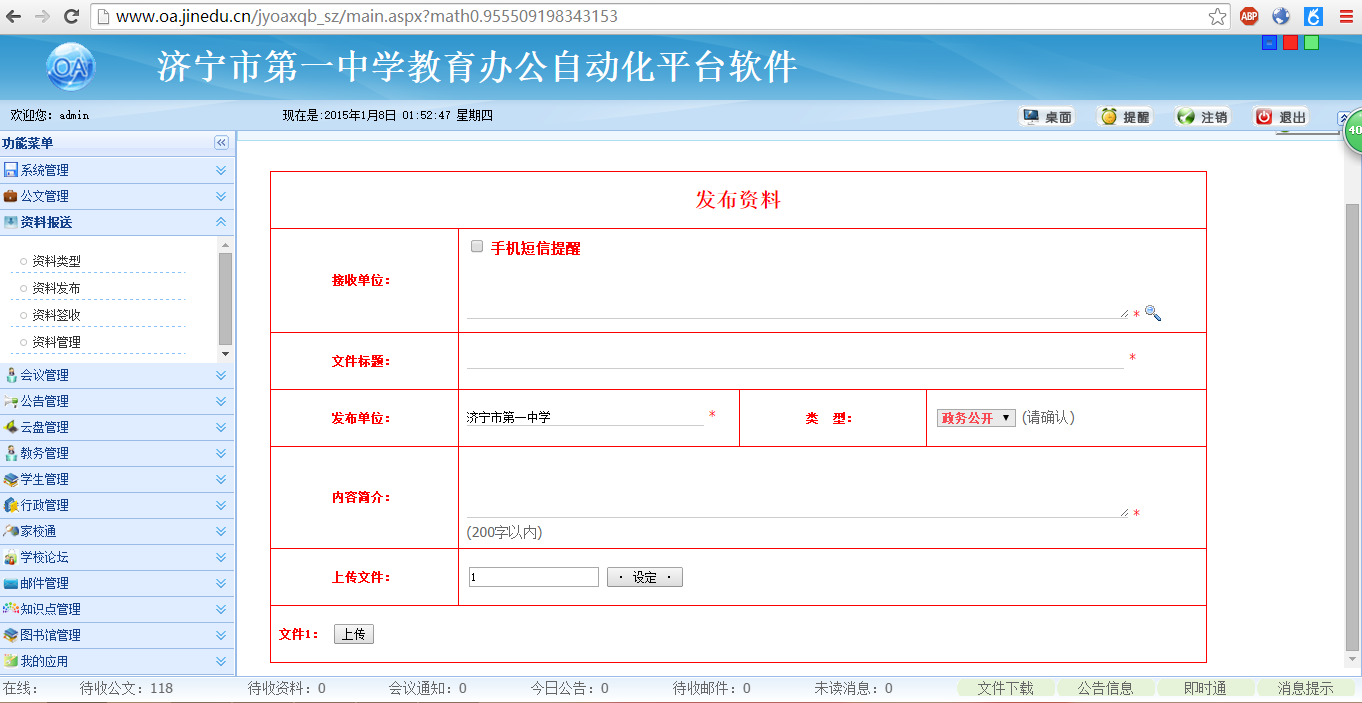 www.oa.jinedu.cn/jyoaxqb_sz/main.aspx?math0.955509198343153
ABP
OA 济宁市第一中学教育办公自动化平台软件
欢迎您: admin 现在是:2015年1月8日 01:52:47 星期四 桌面 提醒 注销 退出
40
功能菜单
系统管理
公文管理
资料报送
资料类型
资料发布
资料签收
资料管理
会议管理
公告管理
云盘管理
教务管理
学生管理
行政管理
家校通
学校论坛
邮件管理
知识点管理
图书馆管理
我的应用
发布资料
接收单位: 手机短信提醒
*
文件标题: *
发布单位: 济宁市第一中学 * 类 型: 政务公开 (请确认)
内容简介: *
(200字以内)
上传文件: 1 · 设定 ·
文件1: 上传
在线: 待收公文: 118 待收资料: 0 会议通知: 0 今日公告: 0 待收邮件: 0 未读消息: 0 文件下载 公告信息 即时通 消息提示